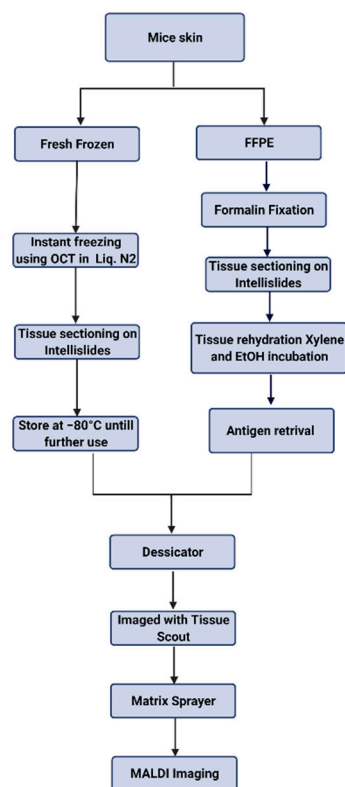 Mice skin
Fresh Frozen
FFPE
Formalin Fixation
Instant freezing
using OCT in Liq. N2
Tissue sectioning on
Intellislides
Tissue sectioning on
Intellislides
Tissue rehydration Xylene
and EtOH incubation
Store at −80°C untill
further use
Antigen retrival
Dessicator
Imaged with Tissue
Scout
Matrix Sprayer
MALDI Imaging